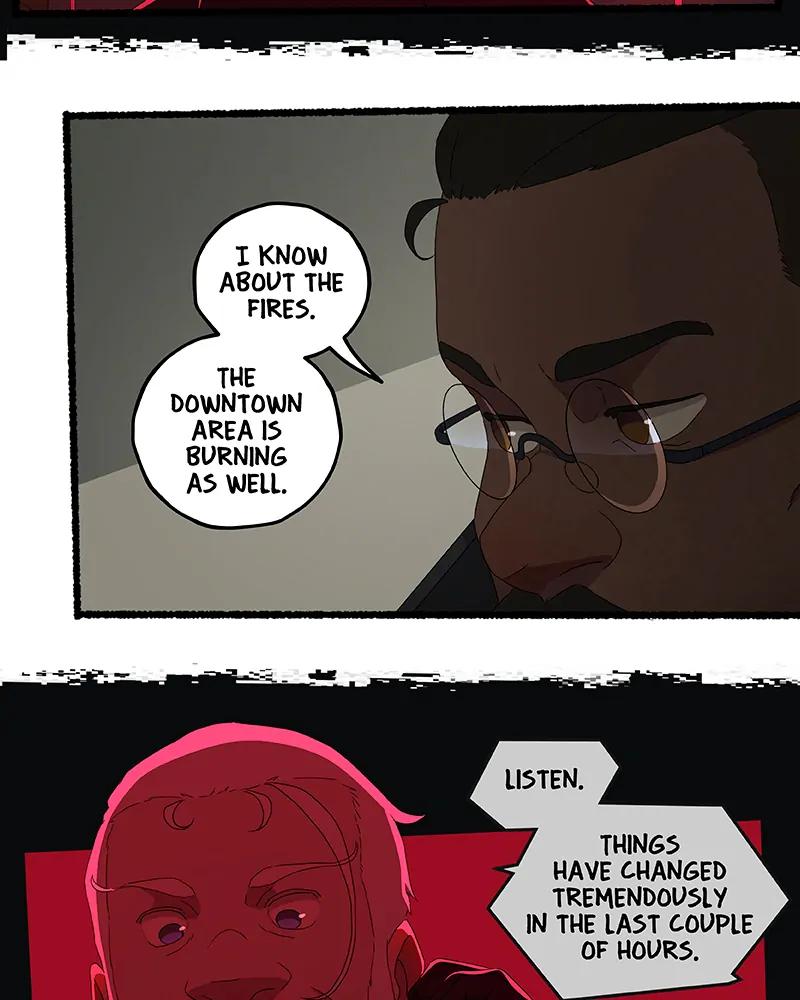 I KNOW
ABOUT THE
FIRES.
THE
DOWNTOWN
AREA IS
BURNING
AS WELL.
LISTEN.
THINGS
HAVE CHANGED
TREMENDOUSLY
IN THE LAST COUPLE
OF HOURS.